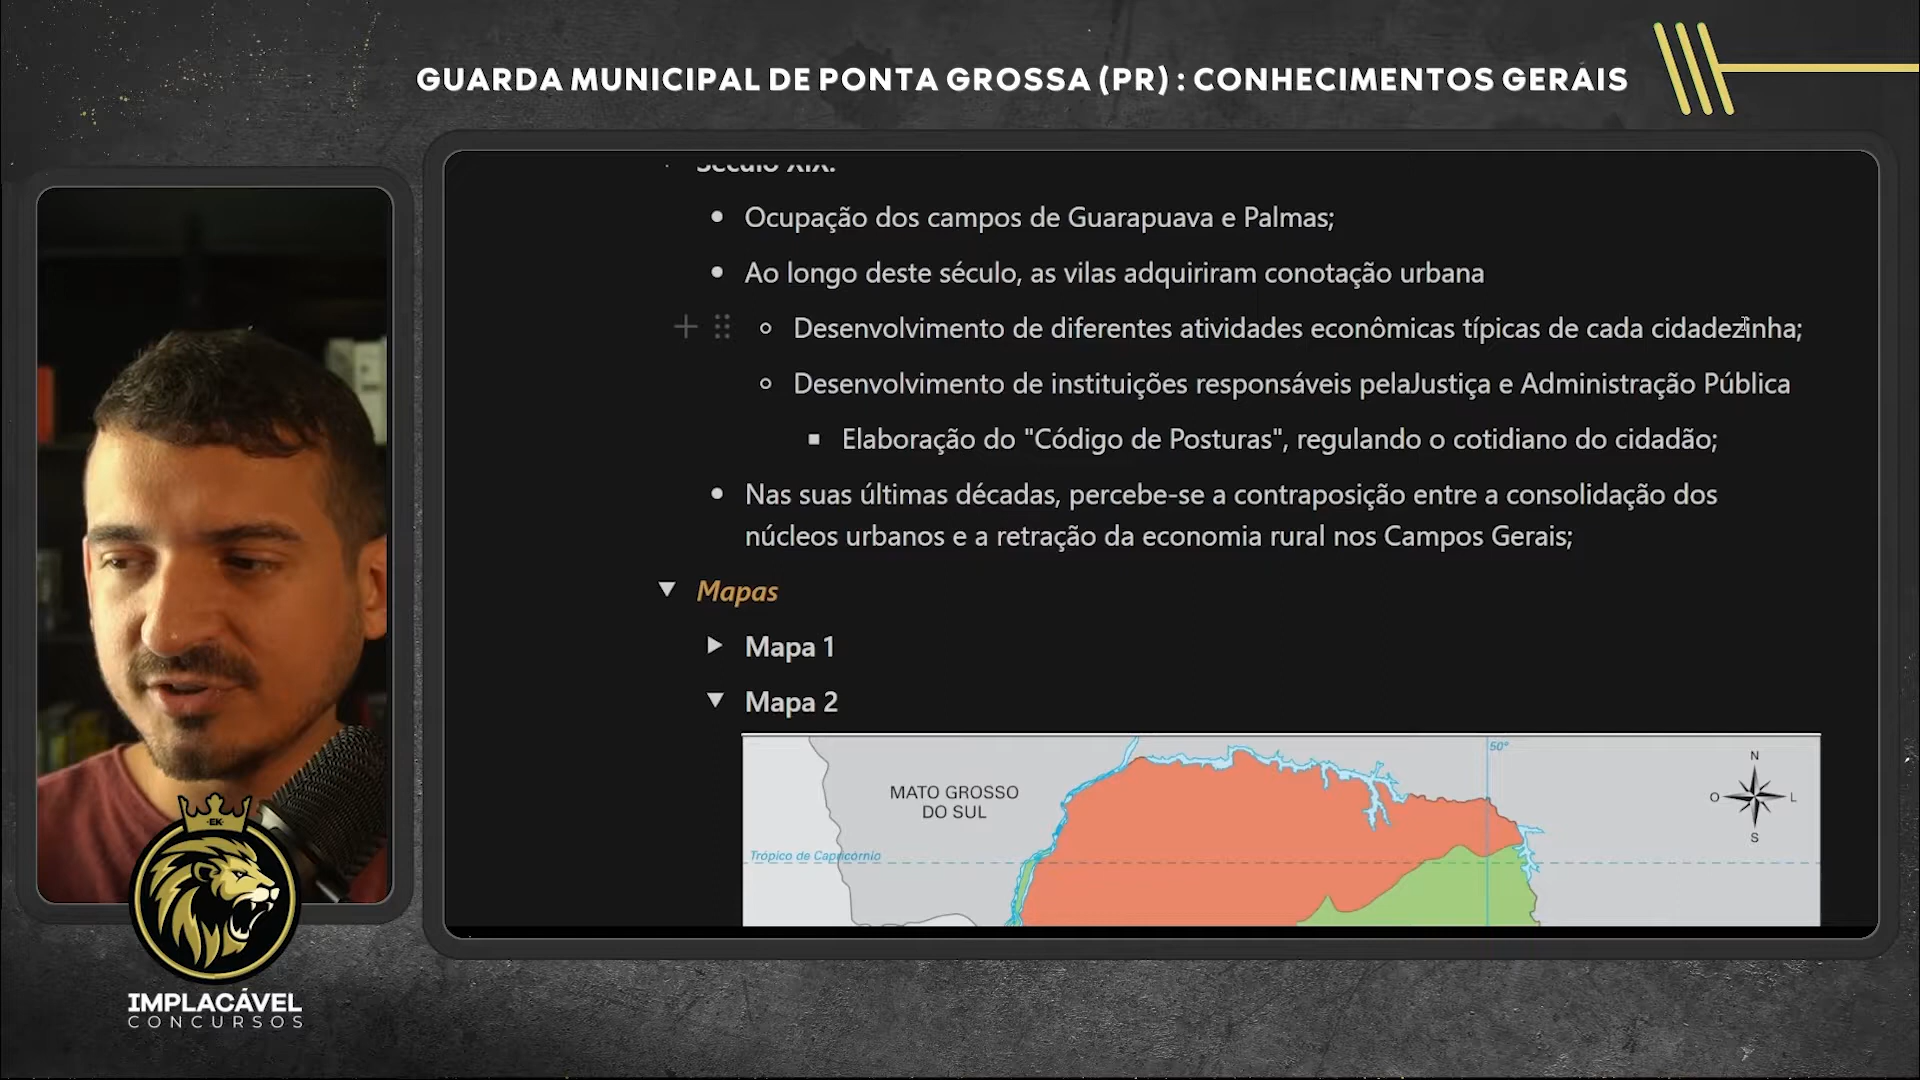 GUARDA MUNICIPAL DE PONTA GROSSA (PR) : CONHECIMENTOS GERAIS
Século XIX:
Ocupação dos campos de Guarapuava e Palmas;
Ao longo deste século, as vilas adquiriram conotação urbana
Desenvolvimento de diferentes atividades econômicas típicas de cada cidadezinha;
Desenvolvimento de instituições responsáveis pelaJustiça e Administração Pública
Elaboração do "Código de Posturas", regulando o cotidiano do cidadão;
Nas suas últimas décadas, percebe-se a contraposição entre a consolidação dos
núcleos urbanos e a retração da economia rural nos Campos Gerais;
Mapas
Mapa 1
Mapa 2
50°
N
MATO GROSSO
DO SUL
O
L
S
Trópico de Capricórnio
EK
IMPLACÁVEL
CONCURSOS